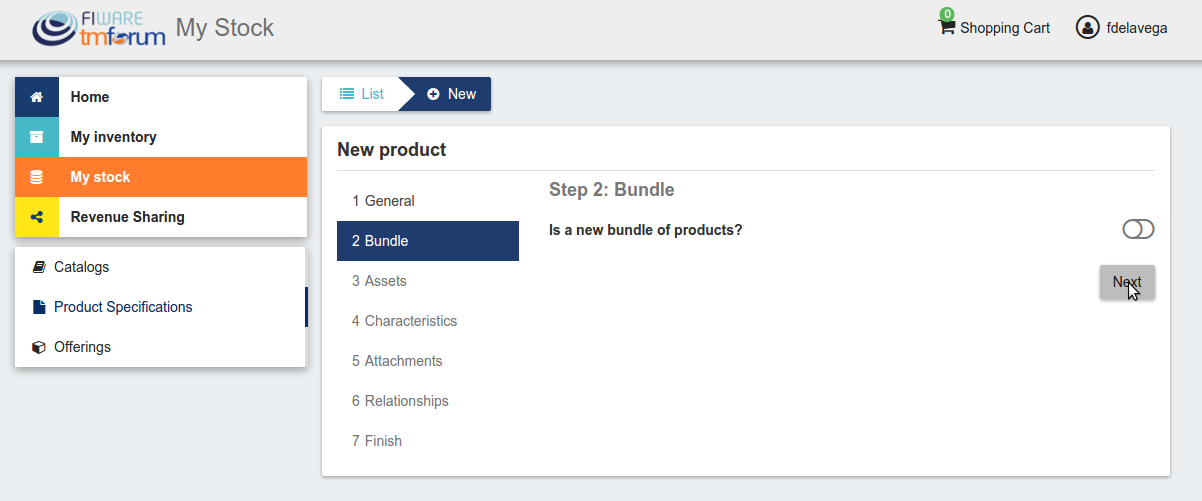 FIWARE
tmforum
My Stock
0
Shopping Cart
fdelavega
Home
My inventory
My stock
Revenue Sharing
Catalogs
Product Specifications
Offerings
List
New
New product
1 General
2 Bundle
3 Assets
4 Characteristics
5 Attachments
6 Relationships
7 Finish
Step 2: Bundle
Is a new bundle of products?
Next